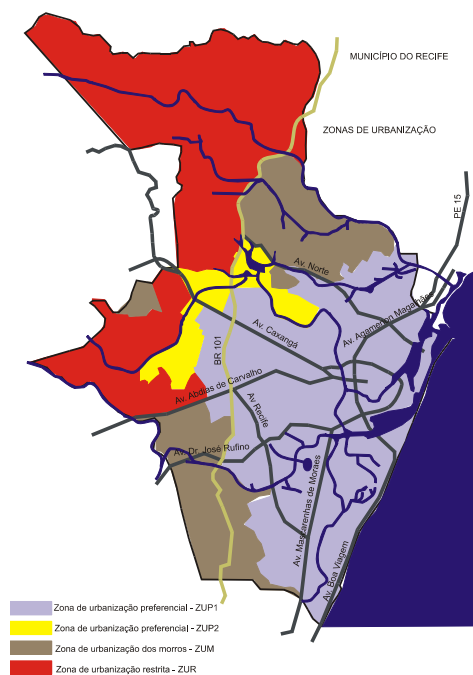 MUNICÍPIO DO RECIFE
ZONAS DE URBANIZAÇÃO
PE 15
Av. Norte
Av. Agamenon Magalhães
Av. Caxangá
BR 101
Av. Abdias de Carvalho
Av Recife
Av. Dr. José Rufino
Av. Mascarenhas de Moraes
Av. Boa Viagem
Zona de urbanização preferencial - ZUP1
Zona de urbanização preferencial - ZUP2
Zona de urbanização dos morros - ZUM
Zona de urbanização restrita - ZUR